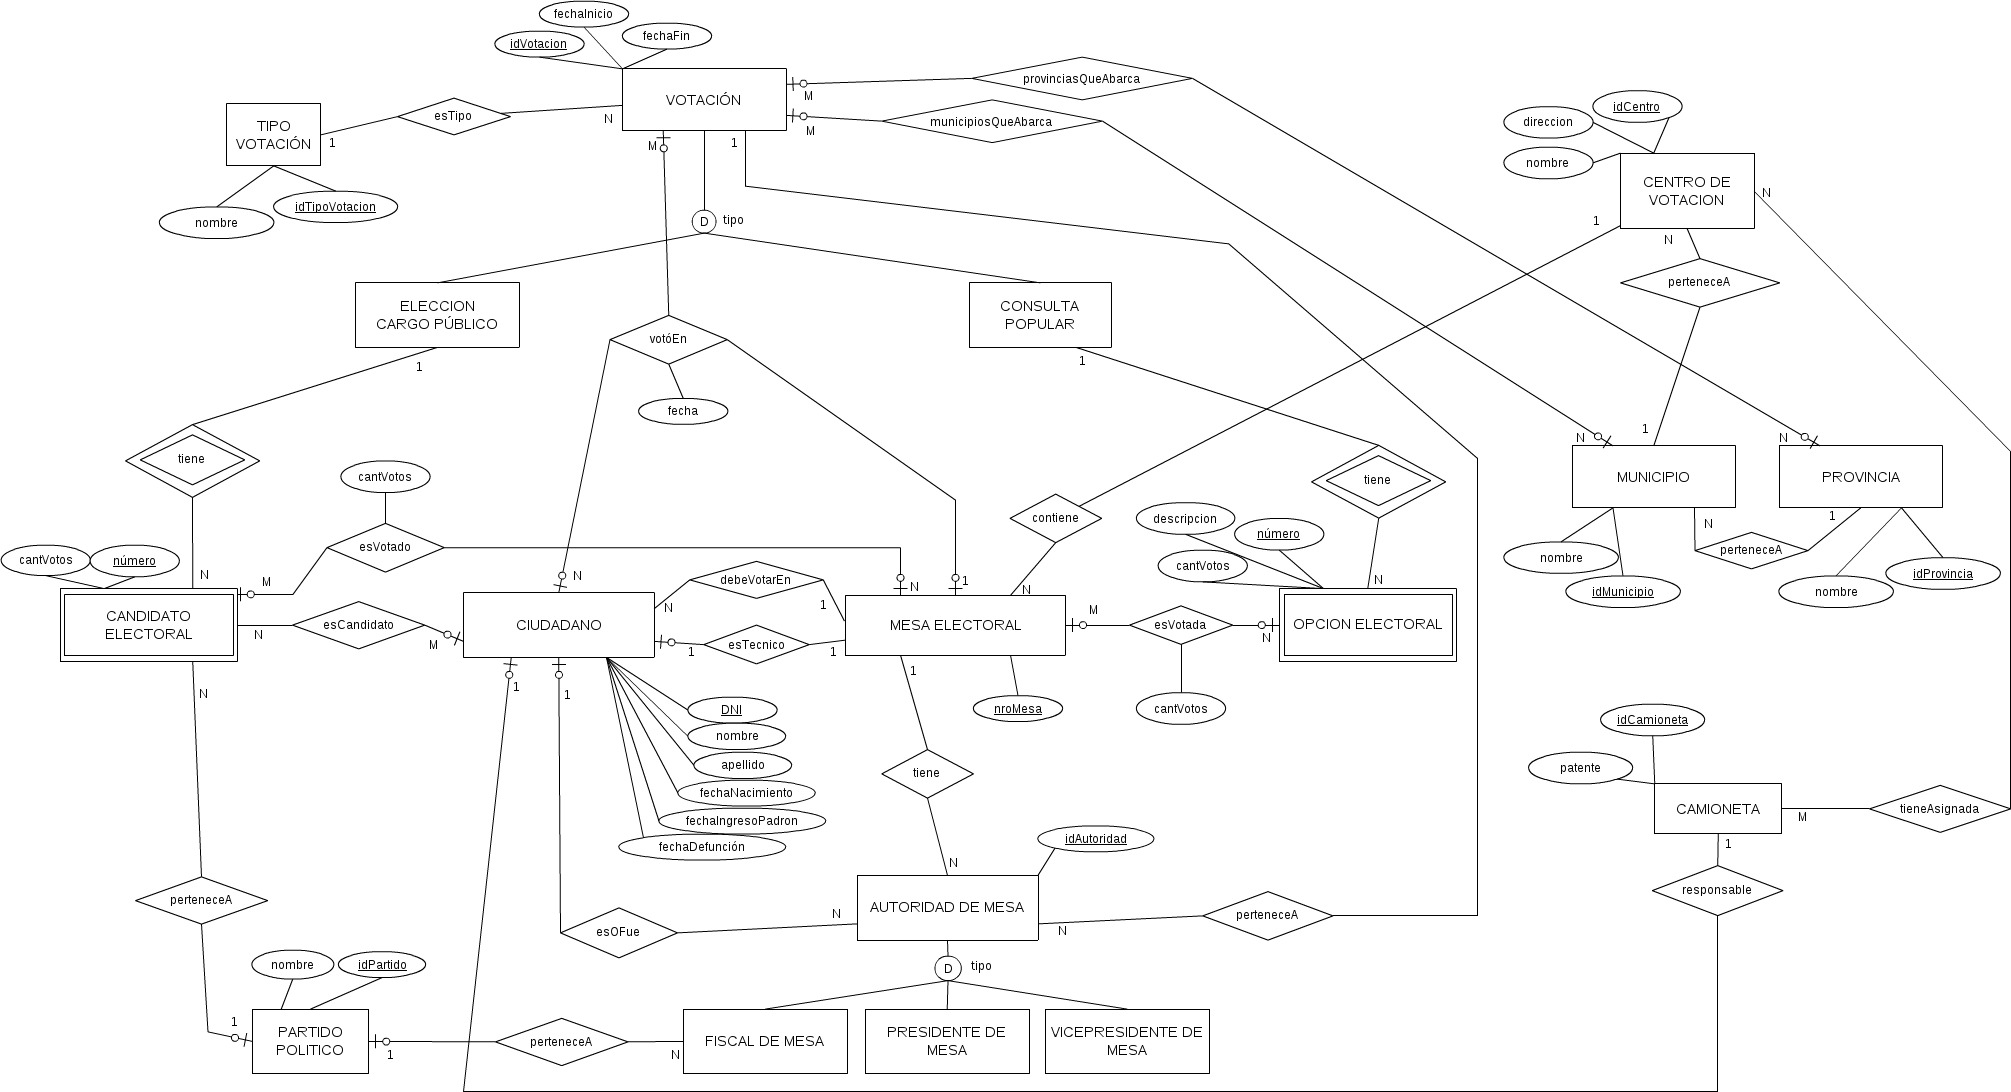 fechaInicio
idVotacion
fechaFin
VOTACIÓN
provinciasQueAbarca
M
municipiosQueAbarca
M
idCentro
direccion
nombre
CENTRO DE
VOTACION
N
TIPO
VOTACIÓN
1
esTipo
N
M
1
nombre
idTipoVotacion
D
tipo
1
N
perteneceA
1
ELECCION
CARGO PÚBLICO
1
CONSULTA
POPULAR
1
votóEn
fecha
tiene
N
cantVotos
N
N
MUNICIPIO
PROVINCIA
N
1
perteneceA
nombre
idMunicipio
nombre
idProvincia
contiene
N
tiene
N
descripcion
número
cantVotos
cantVotos
número
esVotado
M
N
N
1
debeVotarEn
N
1
CANDIDATO
ELECTORAL
N
esCandidato
M
CIUDADANO
1
esTecnico
1
MESA ELECTORAL
M
esVotada
N
OPCION ELECTORAL
cantVotos
nroMesa
1
N
1
1
DNI
nombre
apellido
fechaNacimiento
fechaIngresoPadron
fechaDefunción
tiene
N
idAutoridad
idCamioneta
patente
CAMIONETA
M
tieneAsignada
1
responsable
perteneceA
esOFue
N
AUTORIDAD DE MESA
N
perteneceA
D
tipo
nombre
idPartido
1
PARTIDO
POLITICO
1
perteneceA
N
FISCAL DE MESA
PRESIDENTE DE
MESA
VICEPRESIDENTE DE
MESA